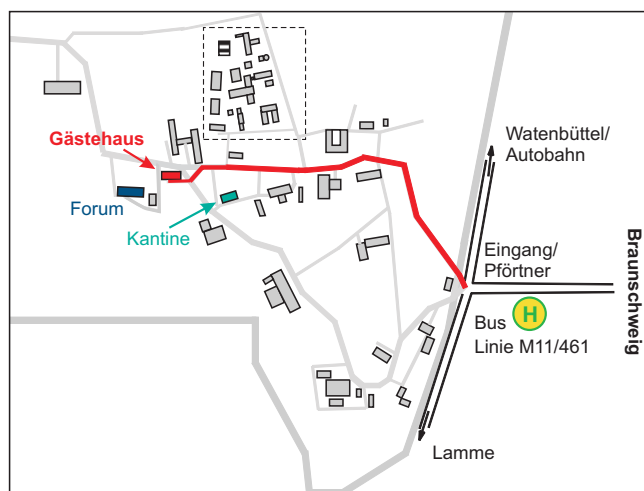 Gästehaus
Forum
Kantine
Watenbüttel/
Autobahn
Eingang/
Pförtner
Braunschweig
H
Bus
Linie M11/461
Lamme